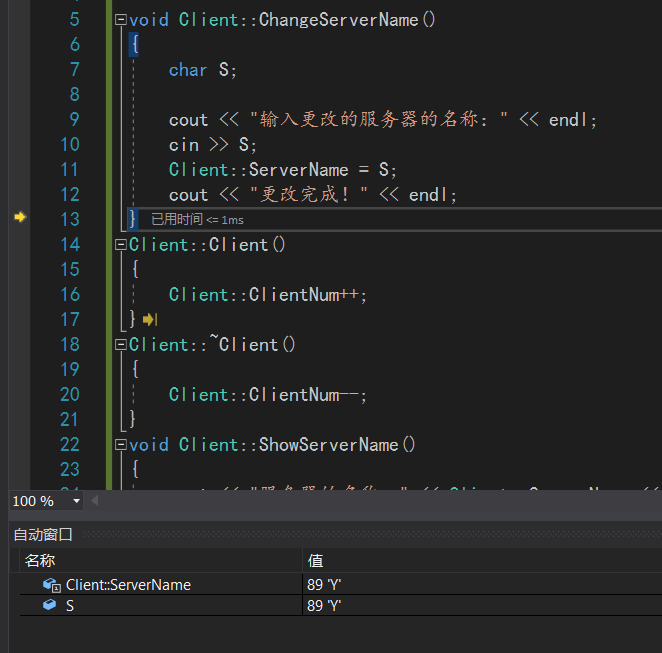 5 void Client::ChangeServerName()
6 {
7 char S;
8
9 cout << "输入更改的服务器的名称：" << endl;
10 cin >> S;
11 Client::ServerName = S;
12 cout << "更改完成！" << endl;
13 } 已用时间 <= 1ms
14 Client::Client()
15 {
16 Client::ClientNum++;
17 }
18 Client::~Client()
19 {
20 Client::ClientNum--;
21 }
22 void Client::ShowServerName()
23 {
100 %
自动窗口
名称 值
Client::ServerName 89 'Y'
S 89 'Y'